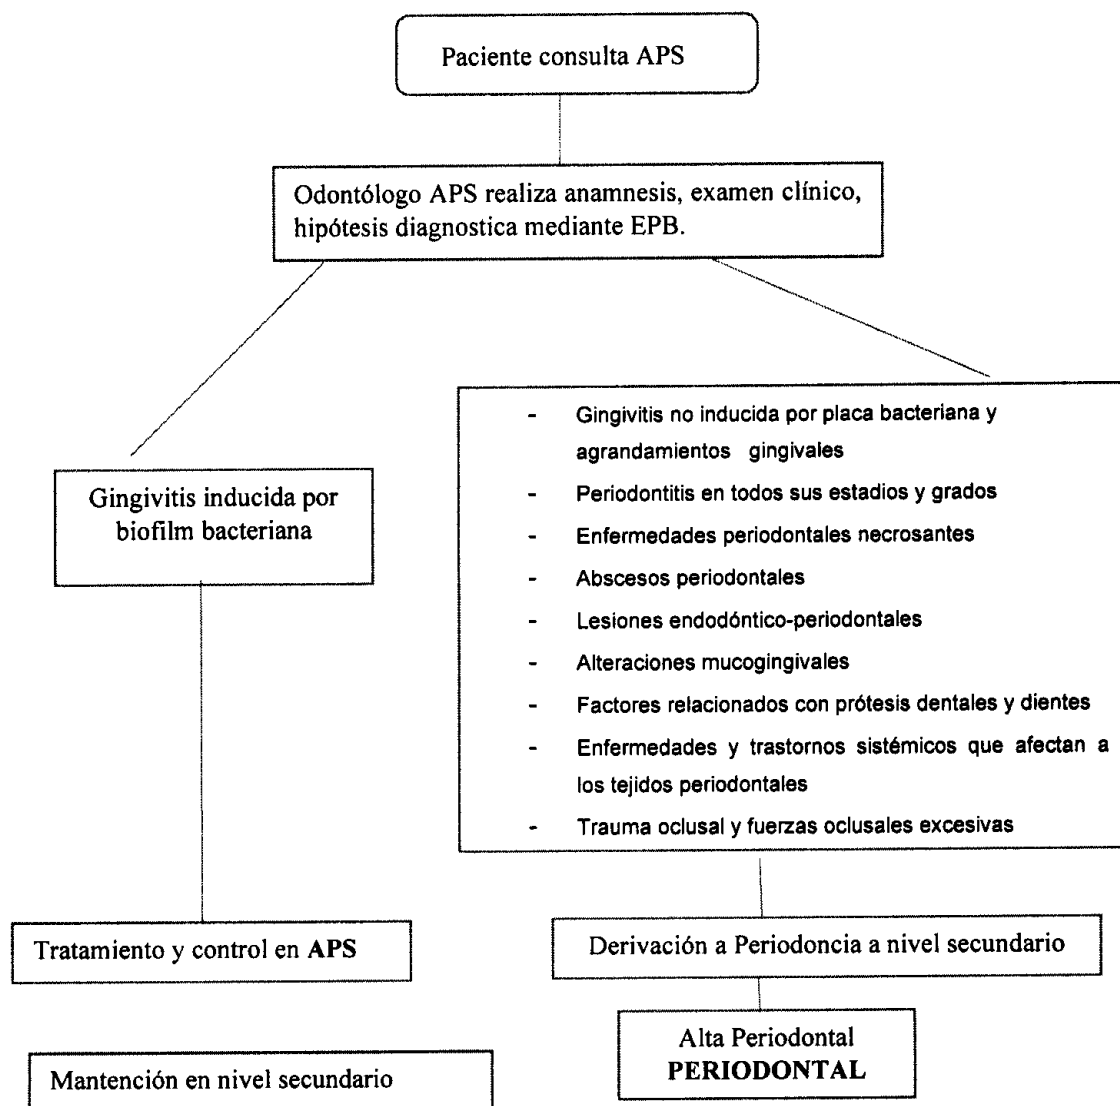 Paciente consulta APS
Odontólogo APS realiza anamnesis, examen clínico,
hipótesis diagnostica mediante EPB.
Gingivitis inducida por
biofilm bacteriana
- Gingivitis no inducida por placa bacteriana y
agrandamientos gingivales
- Periodontitis en todos sus estadios y grados
- Enfermedades periodontales necrosantes
- Abscesos periodontales
- Lesiones endodóntico-periodontales
- Alteraciones mucogingivales
- Factores relacionados con prótesis dentales y dientes
- Enfermedades y trastornos sistémicos que afectan a
los tejidos periodontales
- Trauma oclusal y fuerzas oclusales excesivas
Tratamiento y control en APS
Derivación a Periodoncia a nivel secundario
Alta Periodontal
PERIODONTAL
Mantención en nivel secundario